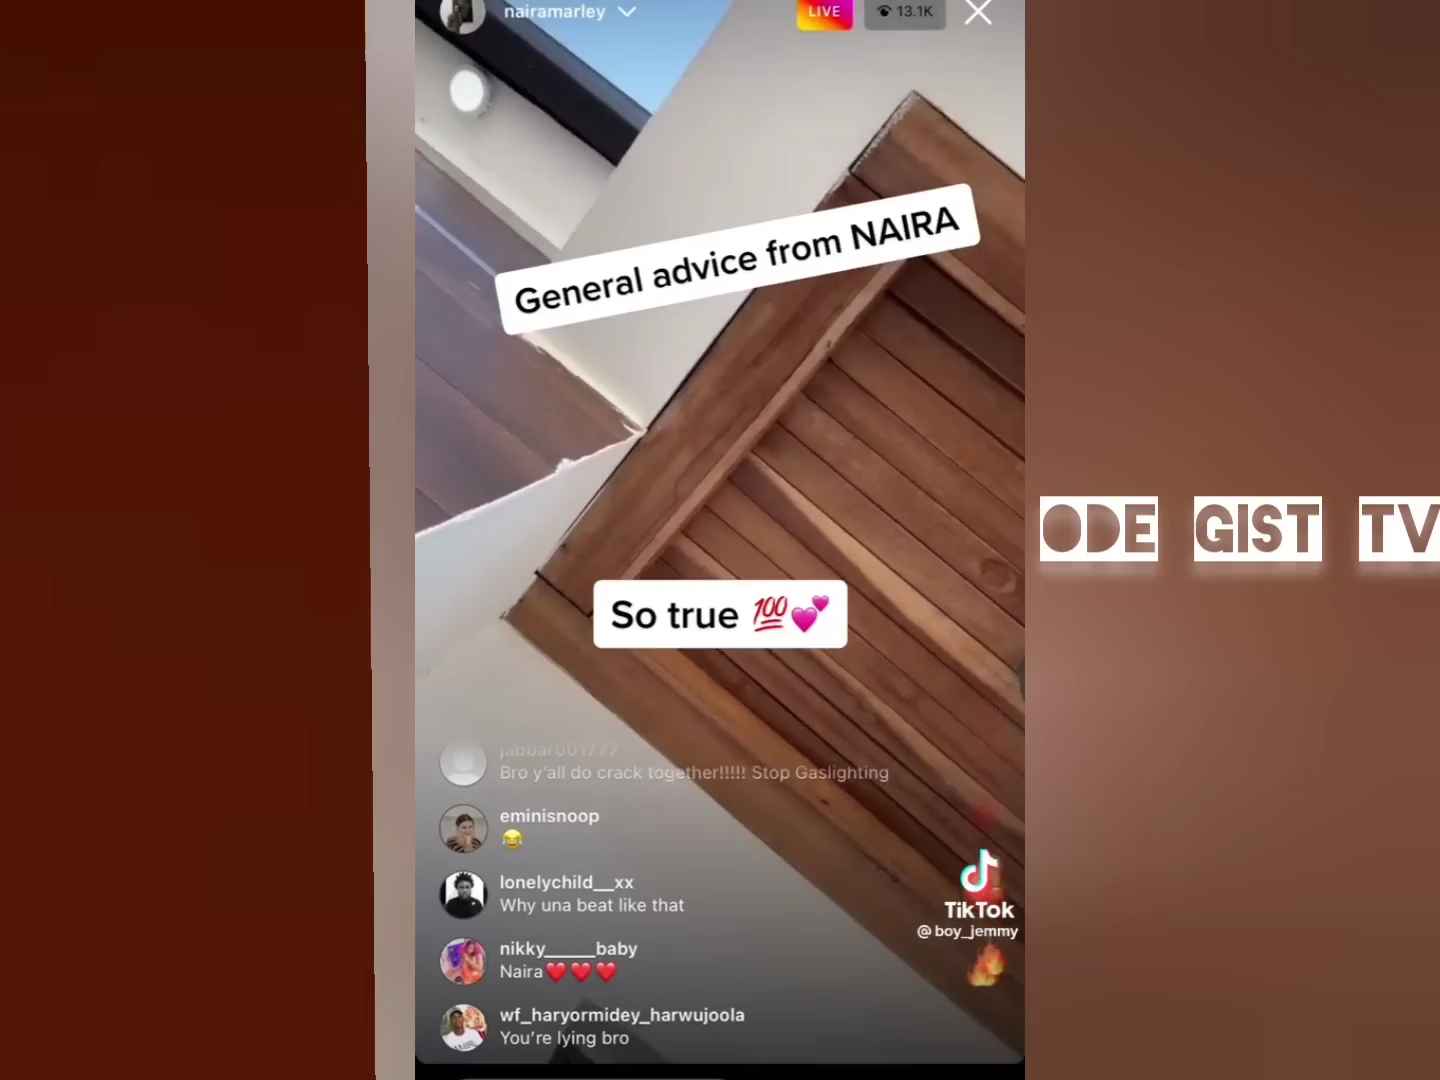 nairamarley
LIVE
13.1K
General advice from NAIRA
So true 💯💕
ODE GIST TV
jabbar001777
Bro y'all do crack together!!!!! Stop Gaslighting
eminisnoop
😂
lonelychild__xx
Why una beat like that
nikky_____baby
Naira❤️❤️❤️
wf_haryormidey_harwujoola
You're lying bro
TikTok
@boy_jemmy